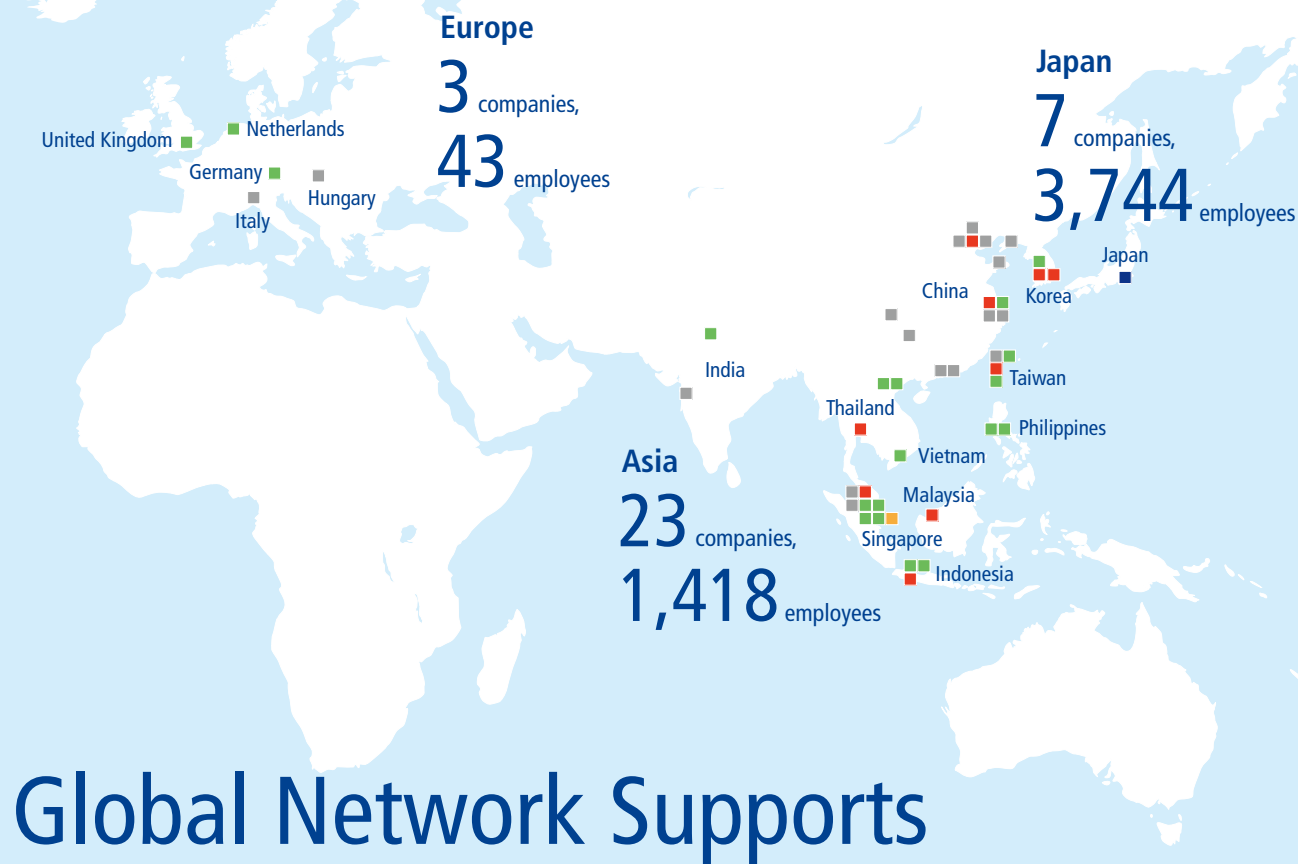 Europe
3 companies,
43 employees
Japan
7 companies,
3,744 employees
United Kingdom
Netherlands
Germany
Hungary
Italy
Japan
China
Korea
India
Taiwan
Thailand
Philippines
Vietnam
Asia
23 companies,
1,418 employees
Malaysia
Singapore
Indonesia
Global Network Supports